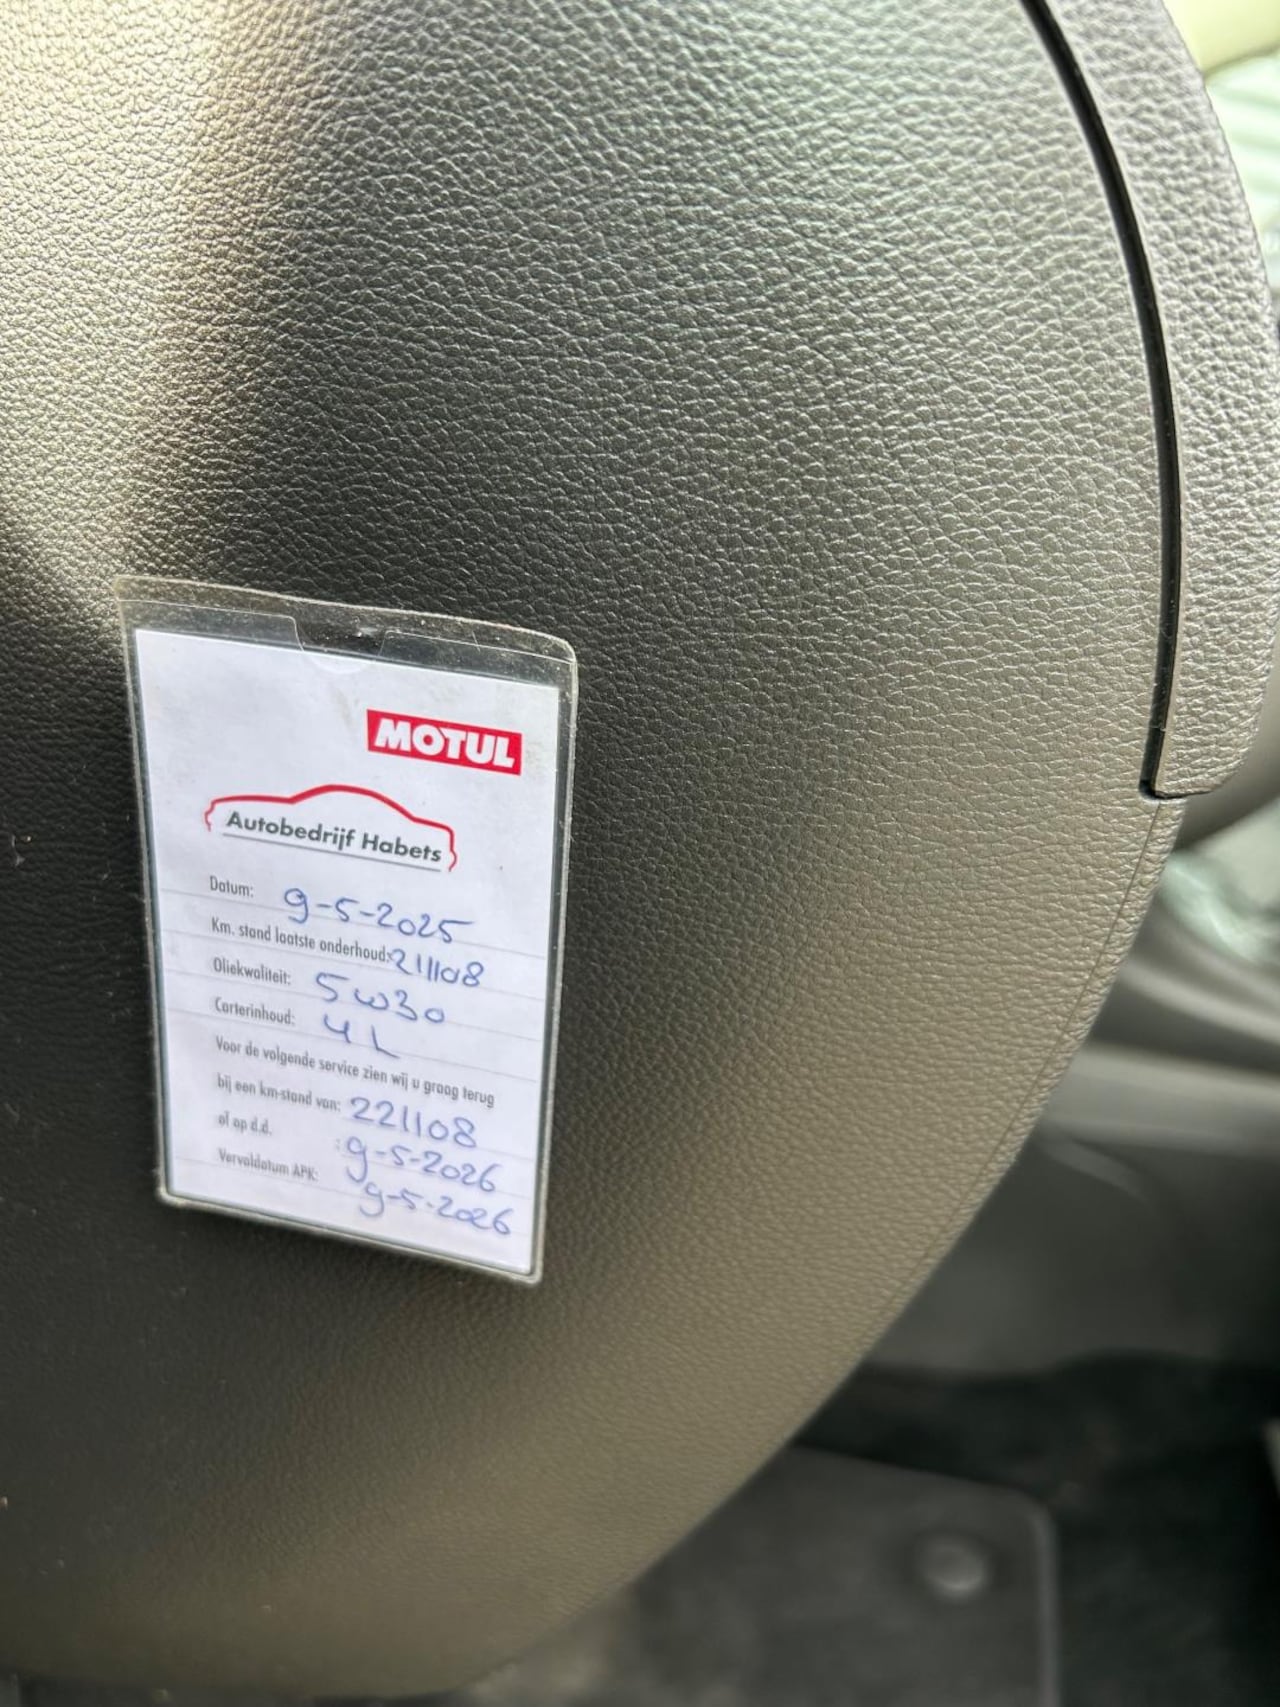 MOTUL
Autobedrijf Habets
Datum: 9-5-2025
Km. stand laatste onderhoud: 211108
Oliekwaliteit: 5w30
Carterinhoud: 4 L
Voor de volgende service zien wij u graag terug
bij een km-stand van: 221108
of op d.d. : 9-5-2026
Vervaldatum APK: 9-5-2026